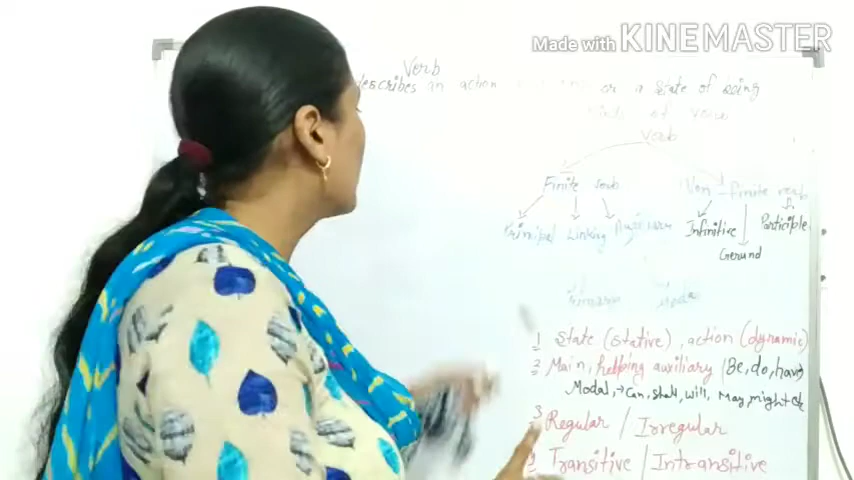 Made with KINEMASTER
Verb
describes an action or a state of being
kinds of verb
Verb
Finite verb Non-finite verb
Prinipal Linking Auxiliary Infinitive Participle
Gerund
1 State (stative), action (dynamic)
2 Main, helping auxiliary (Be, do, have)
Modal, → Can, shall, will, May, might etc
3 Regular / Irregular
Transitive / Intransitive